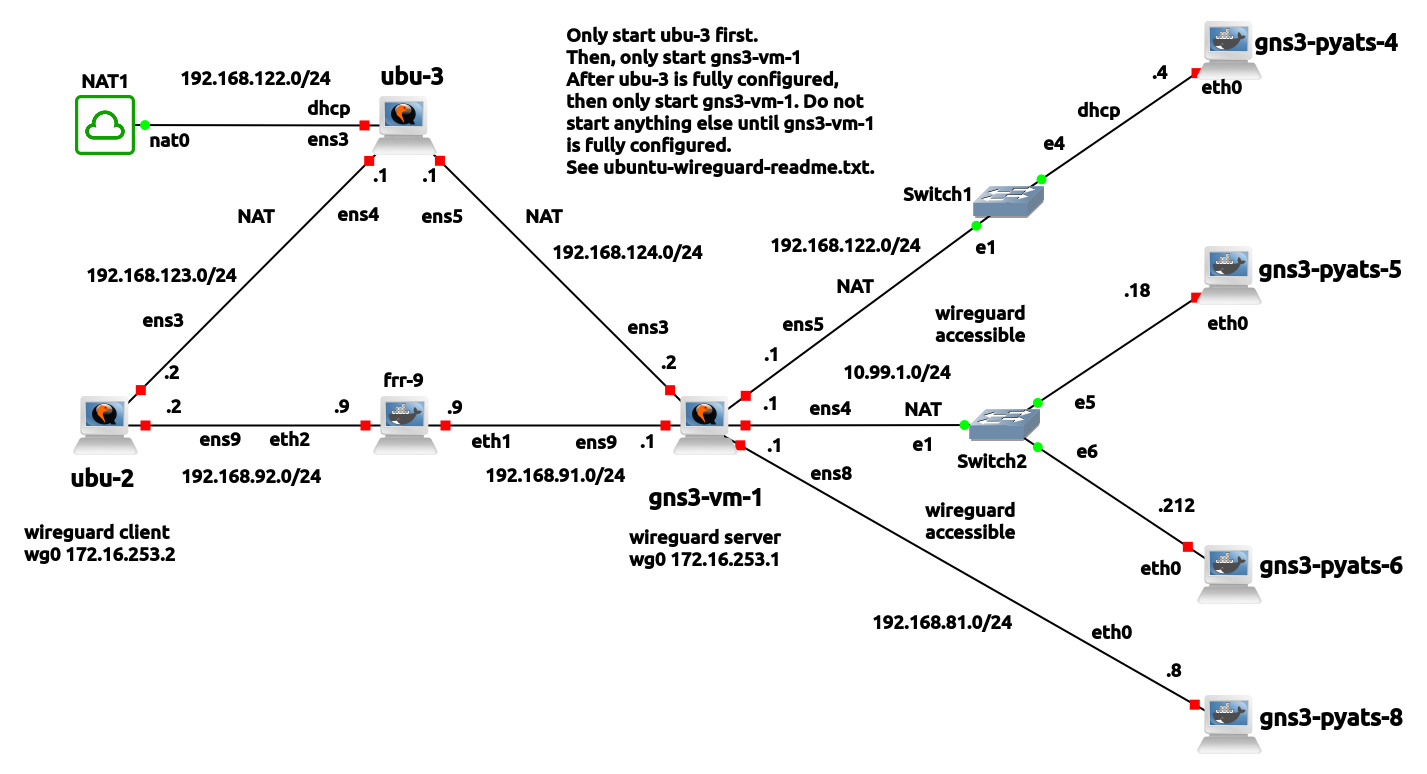 Only start ubu-3 first.
Then, only start gns3-vm-1
After ubu-3 is fully configured,
then only start gns3-vm-1. Do not
start anything else until gns3-vm-1
is fully configured.
See ubuntu-wireguard-readme.txt.
NAT1
192.168.122.0/24
ubu-3
dhcp
nat0
ens3
.1
.1
NAT
ens4
ens5
NAT
192.168.123.0/24
192.168.124.0/24
ens3
ens3
.2
.2
gns3-pyats-4
.4
eth0
dhcp
e4
Switch1
e1
192.168.122.0/24
NAT
ens5
.1
wireguard
accessible
gns3-pyats-5
.18
eth0
10.99.1.0/24
.1
ens4
NAT
e1
e5
Switch2
e6
frr-9
.2
.9
.9
ens9
eth2
eth1
ens9
.1
.1
ens8
ubu-2
192.168.92.0/24
192.168.91.0/24
gns3-vm-1
wireguard client
wg0 172.16.253.2
wireguard server
wg0 172.16.253.1
wireguard
accessible
.212
eth0
gns3-pyats-6
192.168.81.0/24
eth0
.8
gns3-pyats-8